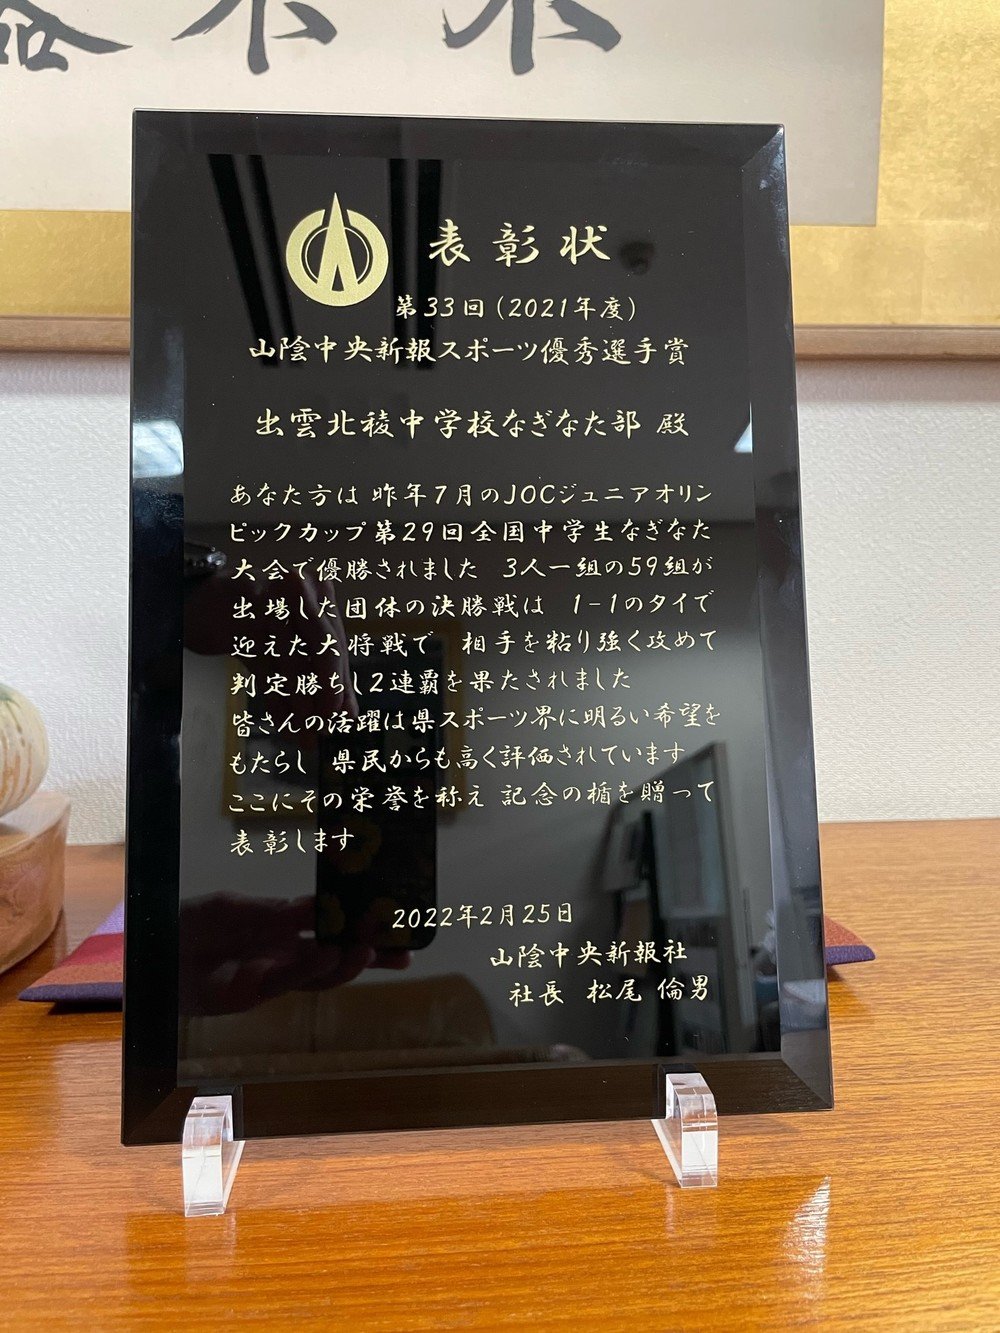 表彰状
第33回(2021年度)
山陰中央新報スポーツ優秀選手賞
出雲北稜中学校なぎなた部 殿
あなた方は 昨年7月のJOCジュニアオリン
ピックカップ第29回全国中学生なぎなた
大会で優勝されました 3人一組の59組が
出場した団体の決勝戦は 1-1のタイで
迎えた大将戦で 相手を粘り強く攻めて
判定勝ちし2連覇を果たされました
皆さんの活躍は県スポーツ界に明るい希望を
もたらし 県民からも高く評価されています
ここにその栄誉を称え 記念の楯を贈って
表彰します
2022年2月25日
山陰中央新報社
社長 松尾 倫男